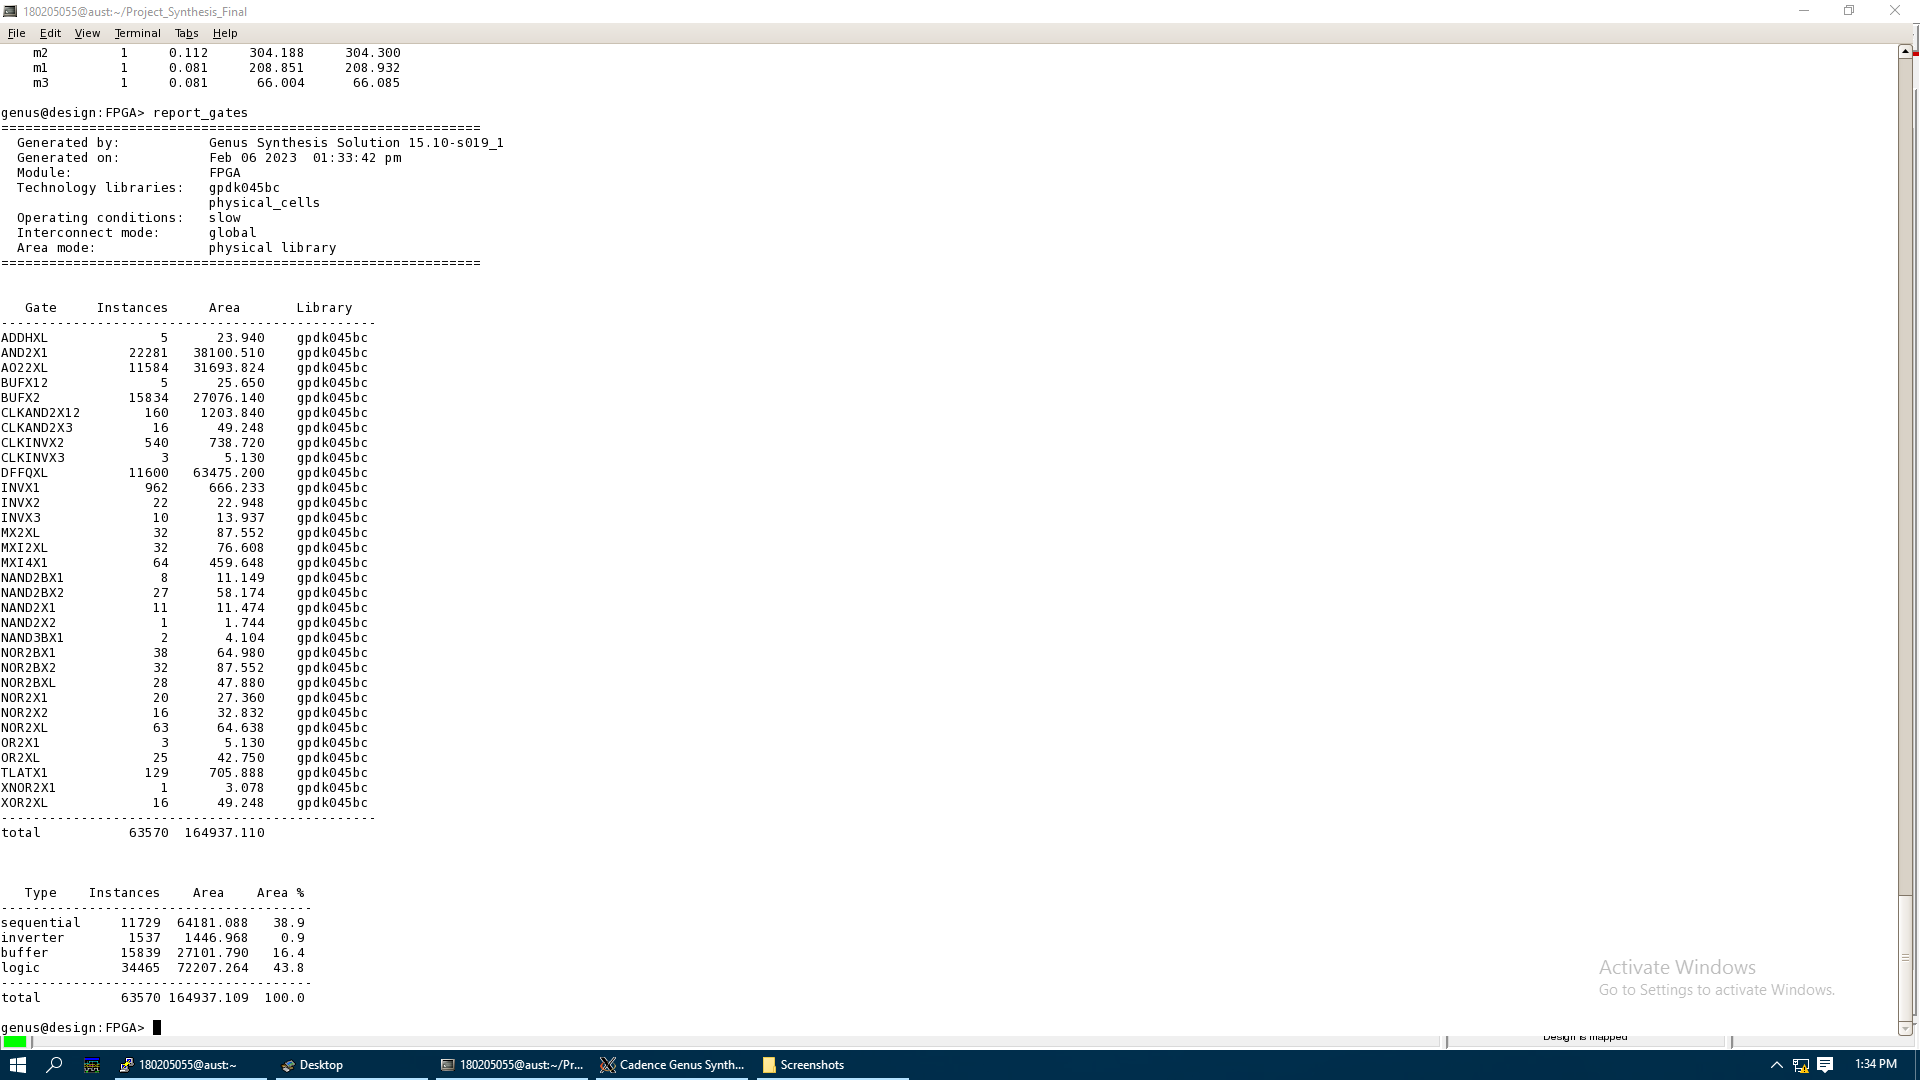 180205055@aust:~/Project_Synthesis_Final
File Edit View Terminal Tabs Help
m2 1 0.112 304.188 304.300
m1 1 0.081 208.851 208.932
m3 1 0.081 66.004 66.085
genus@design:FPGA> report_gates
============================================================
Generated by: Genus Synthesis Solution 15.10-s019_1
Generated on: Feb 06 2023 01:33:42 pm
Module: FPGA
Technology libraries: gpdk045bc
physical_cells
Operating conditions: slow
Interconnect mode: global
Area mode: physical library
============================================================
Gate Instances Area Library
-----------------------------------------------
ADDHXL 5 23.940 gpdk045bc
AND2X1 22281 38100.510 gpdk045bc
AO22XL 11584 31693.824 gpdk045bc
BUFX12 5 25.650 gpdk045bc
BUFX2 15834 27076.140 gpdk045bc
CLKAND2X12 160 1203.840 gpdk045bc
CLKAND2X3 16 49.248 gpdk045bc
CLKINVX2 540 738.720 gpdk045bc
CLKINVX3 3 5.130 gpdk045bc
DFFQXL 11600 63475.200 gpdk045bc
INVX1 962 666.233 gpdk045bc
INVX2 22 22.948 gpdk045bc
INVX3 10 13.937 gpdk045bc
MX2XL 32 87.552 gpdk045bc
MXI2XL 32 76.608 gpdk045bc
MXI4X1 64 459.648 gpdk045bc
NAND2BX1 8 11.149 gpdk045bc
NAND2BX2 27 58.174 gpdk045bc
NAND2X1 11 11.474 gpdk045bc
NAND2X2 1 1.744 gpdk045bc
NAND3BX1 2 4.104 gpdk045bc
NOR2BX1 38 64.980 gpdk045bc
NOR2BX2 32 87.552 gpdk045bc
NOR2BXL 28 47.880 gpdk045bc
NOR2X1 20 27.360 gpdk045bc
NOR2X2 16 32.832 gpdk045bc
NOR2XL 63 64.638 gpdk045bc
OR2X1 3 5.130 gpdk045bc
OR2XL 25 42.750 gpdk045bc
TLATX1 129 705.888 gpdk045bc
XNOR2X1 1 3.078 gpdk045bc
XOR2XL 16 49.248 gpdk045bc
-----------------------------------------------
total 63570 164937.110
Type Instances Area Area %
---------------------------------------
sequential 11729 64181.088 38.9
inverter 1537 1446.968 0.9
buffer 15839 27101.790 16.4
logic 34465 72207.264 43.8
---------------------------------------
total 63570 164937.109 100.0
genus@design:FPGA>
Activate Windows
Go to Settings to activate Windows.
Design is mapped
180205055@aust:~ Desktop 180205055@aust:~/Pr... Cadence Genus Synth... Screenshots 1:34 PM